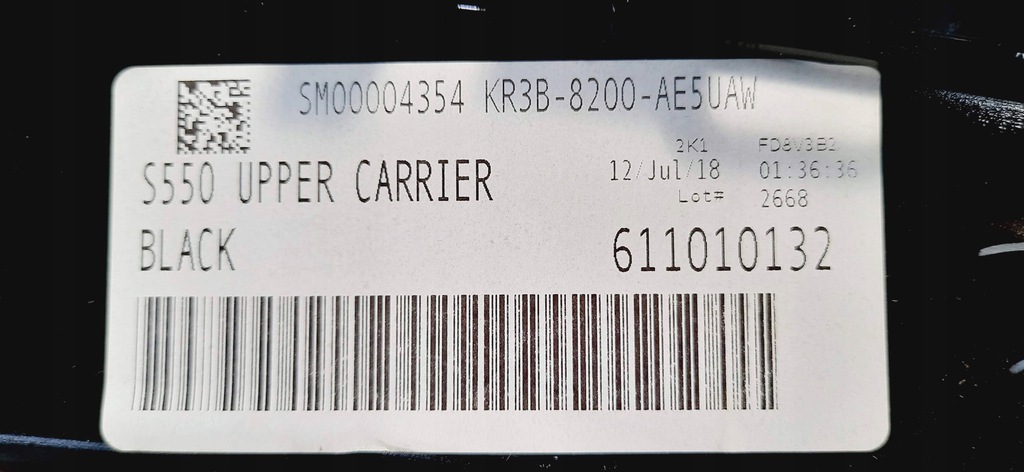 SM00004354 KR3B-8200-AE5UAW
2K1 FD8V3B2
S550 UPPER CARRIER 12/Jul/18 01:36:36
Lot# 2668
BLACK 611010132